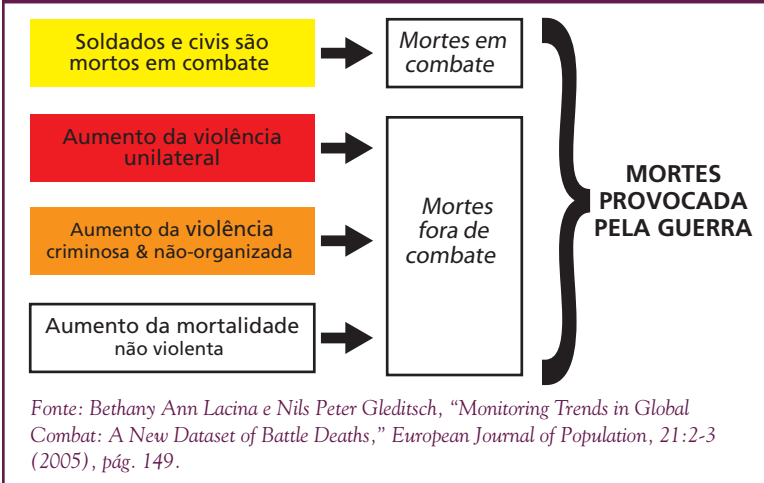 Soldados e civis são
mortos em combate
Mortes em
combate
Aumento da violência
unilateral
Aumento da violência
criminosa & não-organizada
Aumento da mortalidade
não violenta
Mortes
fora de
combate
MORTES
PROVOCADA
PELA GUERRA
Fonte: Bethany Ann Lacina e Nils Peter Gleditsch, “Monitoring Trends in Global
Combat: A New Dataset of Battle Deaths,” European Journal of Population, 21:2-3
(2005), pág. 149.